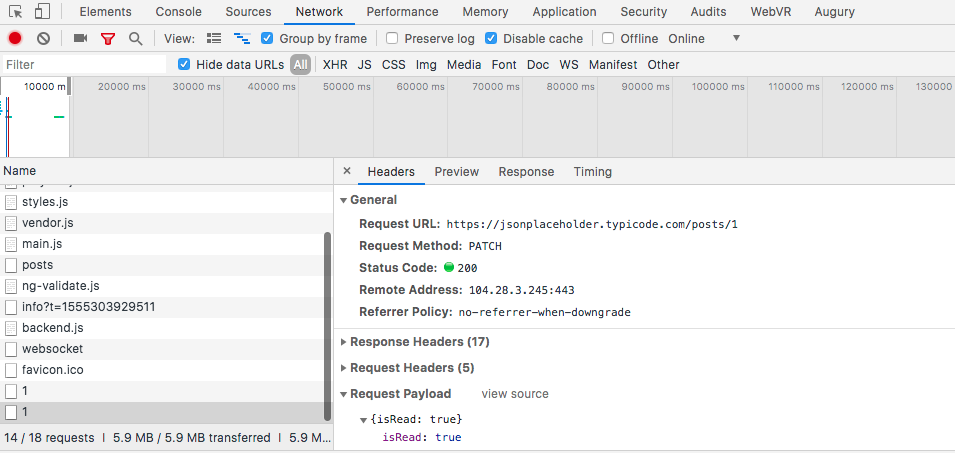 Elements Console Sources Network Performance Memory Application Security Audits WebVR Augury
View: Group by frame Preserve log Disable cache Offline Online
Filter Hide data URLs All XHR JS CSS Img Media Font Doc WS Manifest Other
10000 m 20000 ms 30000 ms 40000 ms 50000 ms 60000 ms 70000 ms 80000 ms 90000 ms 100000 ms 110000 ms 120000 ms 130000
Name
styles.js
vendor.js
main.js
posts
ng-validate.js
info?t=1555303929511
backend.js
websocket
favicon.ico
1
1
14 / 18 requests I 5.9 MB / 5.9 MB transferred I 5.9 M...
× Headers Preview Response Timing
General
Request URL: https://jsonplaceholder.typicode.com/posts/1
Request Method: PATCH
Status Code: 200
Remote Address: 104.28.3.245:443
Referrer Policy: no-referrer-when-downgrade
Response Headers (17)
Request Headers (5)
Request Payload view source
{isRead: true}
isRead: true